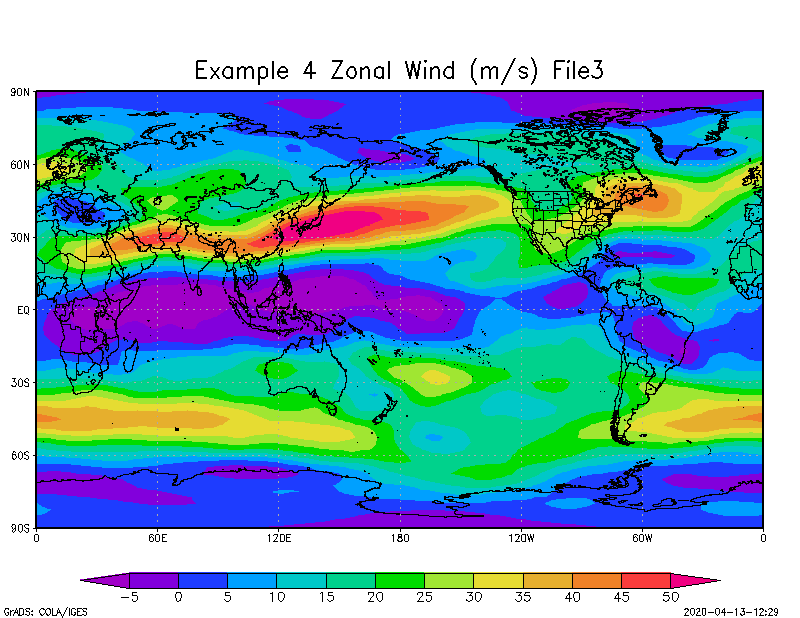 Example 4 Zonal Wind (m/s) File3
90N
60N
30N
EQ
30S
60S
90S
0 60E 120E 180 120W 60W 0
-5 0 5 10 15 20 25 30 35 40 45 50
GrADS: COLA/IGES 2020-04-13-12:29